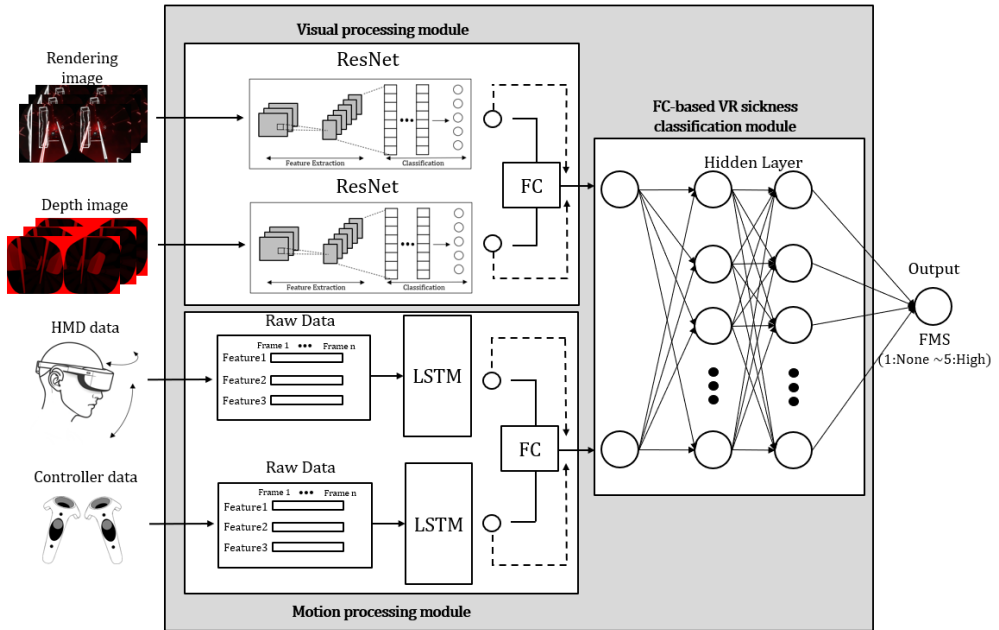 Visual processing module
Rendering
image
ResNet
Feature Extraction
Classification
FC
Depth image
ResNet
Feature Extraction
Classification
HMD data
Raw Data
Frame 1 ••• Frame n
Feature1
Feature2
Feature3
LSTM
FC
Controller data
Raw Data
Frame 1 ••• Frame n
Feature1
Feature2
Feature3
LSTM
Motion processing module
FC-based VR sickness
classification module
Hidden Layer
Output
FMS
(1:None ~5:High)